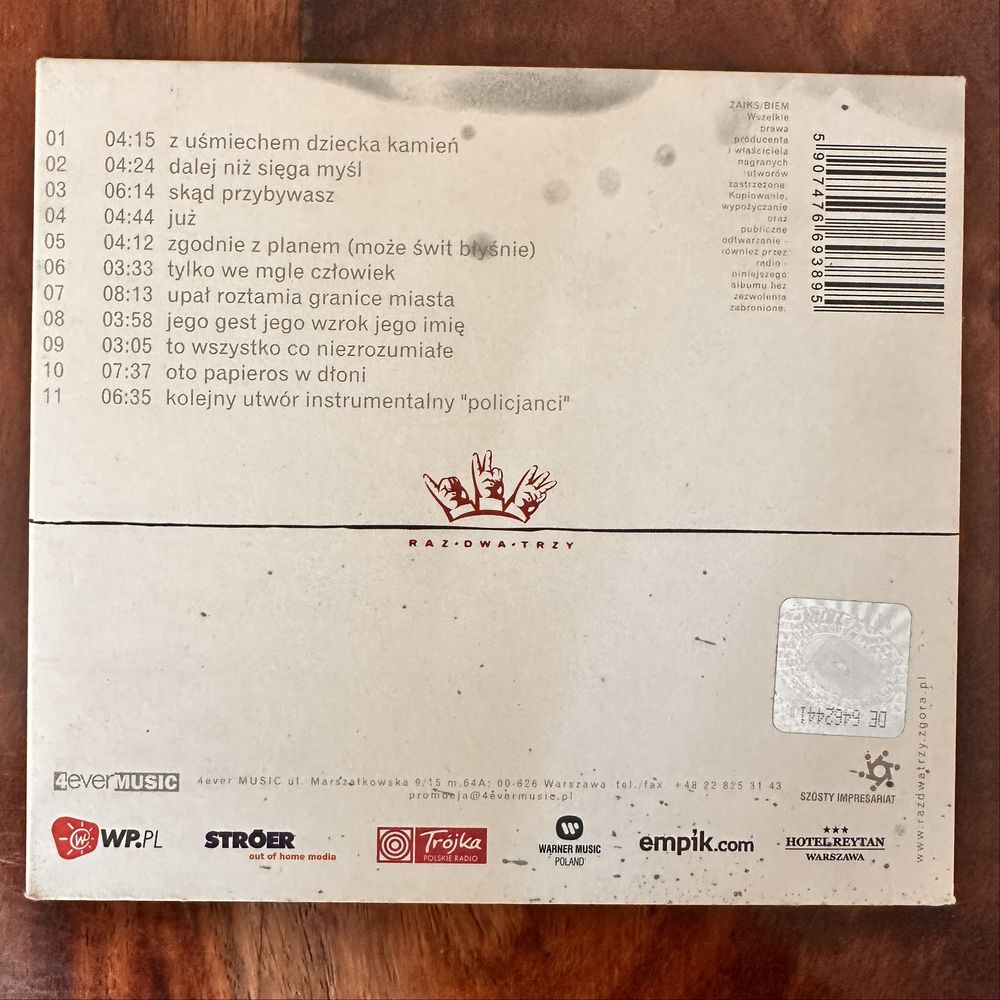 01 04:15 z uśmiechem dziecka kamień
02 04:24 dalej niż sięga myśl
03 06:14 skąd przybywasz
04 04:44 już
05 04:12 zgodnie z planem (może świt błyśnie)
06 03:33 tylko we mgle człowiek
07 08:13 upał roztamia granice miasta
08 03:58 jego gest jego wzrok jego imię
09 03:05 to wszystko co niezrozumiałe
10 07:37 oto papieros w dłoni
11 06:35 kolejny utwór instrumentalny "policjanci"
ZAIKS/BIEM
Wszelkie
prawa
producenta
i właściciela
nagranych
utworów
zastrzeżone.
Kopiowanie,
wypożyczanie
oraz
publiczne
odtwarzanie -
również przez
radio -
niniejszego
albumu bez
zezwolenia
zabronione.
5 907476 693895
RAZ·DWA·TRZY
www.razdwatrzy.zgora.pl
4everMUSIC
4ever MUSIC ul. Marszałkowska 9/15 m.64A; 00-626 Warszawa tel./fax +48 22 825 31 43
promocja@4evermusic.pl
SZÓSTY IMPRESARIAT
W WP.PL
STRÖER
out of home media
Trójka
POLSKIE RADIO
WARNER MUSIC
POLAND
empik.com
HOTEL REYTAN
WARSZAWA